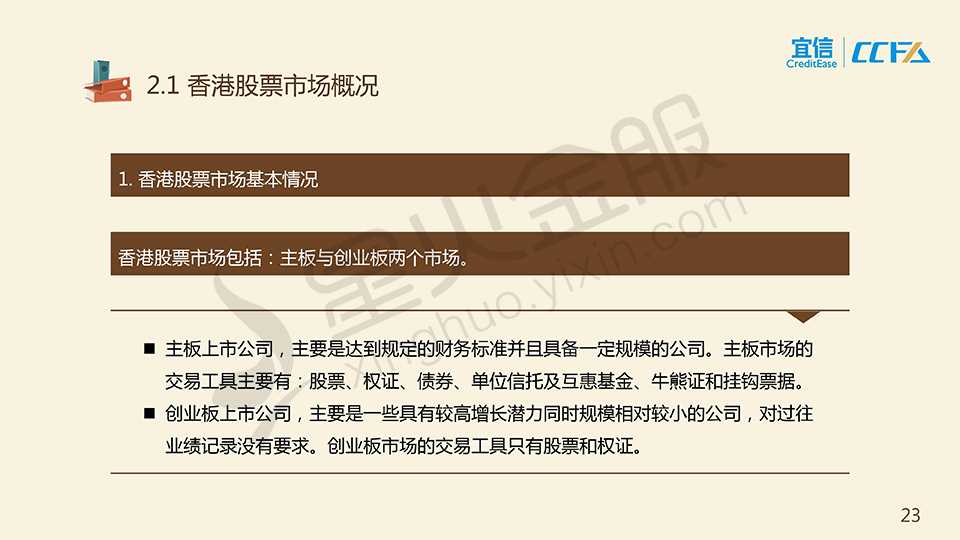 宜信
CreditEase
CCFA
2.1 香港股票市场概况
1. 香港股票市场基本情况
香港股票市场包括：主板与创业板两个市场。
■ 主板上市公司，主要是达到规定的财务标准并且具备一定规模的公司。主板市场的
交易工具主要有：股票、权证、债券、单位信托及互惠基金、牛熊证和挂钩票据。
■ 创业板上市公司，主要是一些具有较高增长潜力同时规模相对较小的公司，对过往
业绩记录没有要求。创业板市场的交易工具只有股票和权证。
星火金服
xinghuo.yixin.com
23